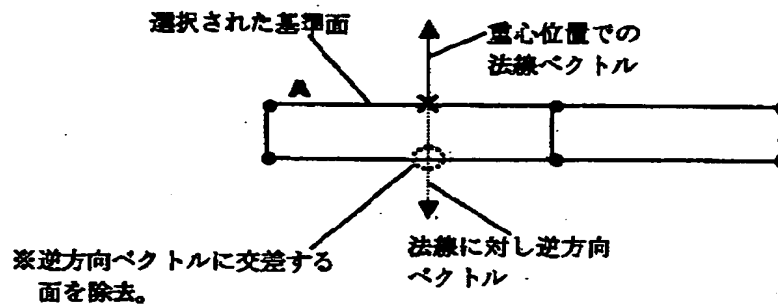 選択された基準面
重心位置での
法線ベクトル
A
※逆方向ベクトルに交差する
面を除去。
法線に対し逆方向
ベクトル